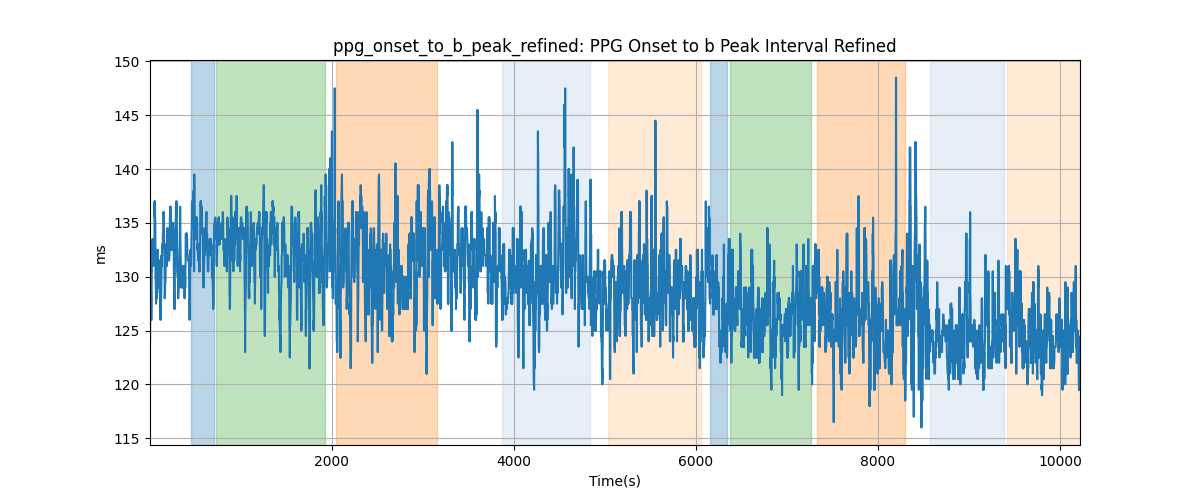 ppg_onset_to_b_peak_refined: PPG Onset to b Peak Interval Refined
150
145
140
135
130
125
120
115
ms
2000 4000 6000 8000 10000
Time(s)